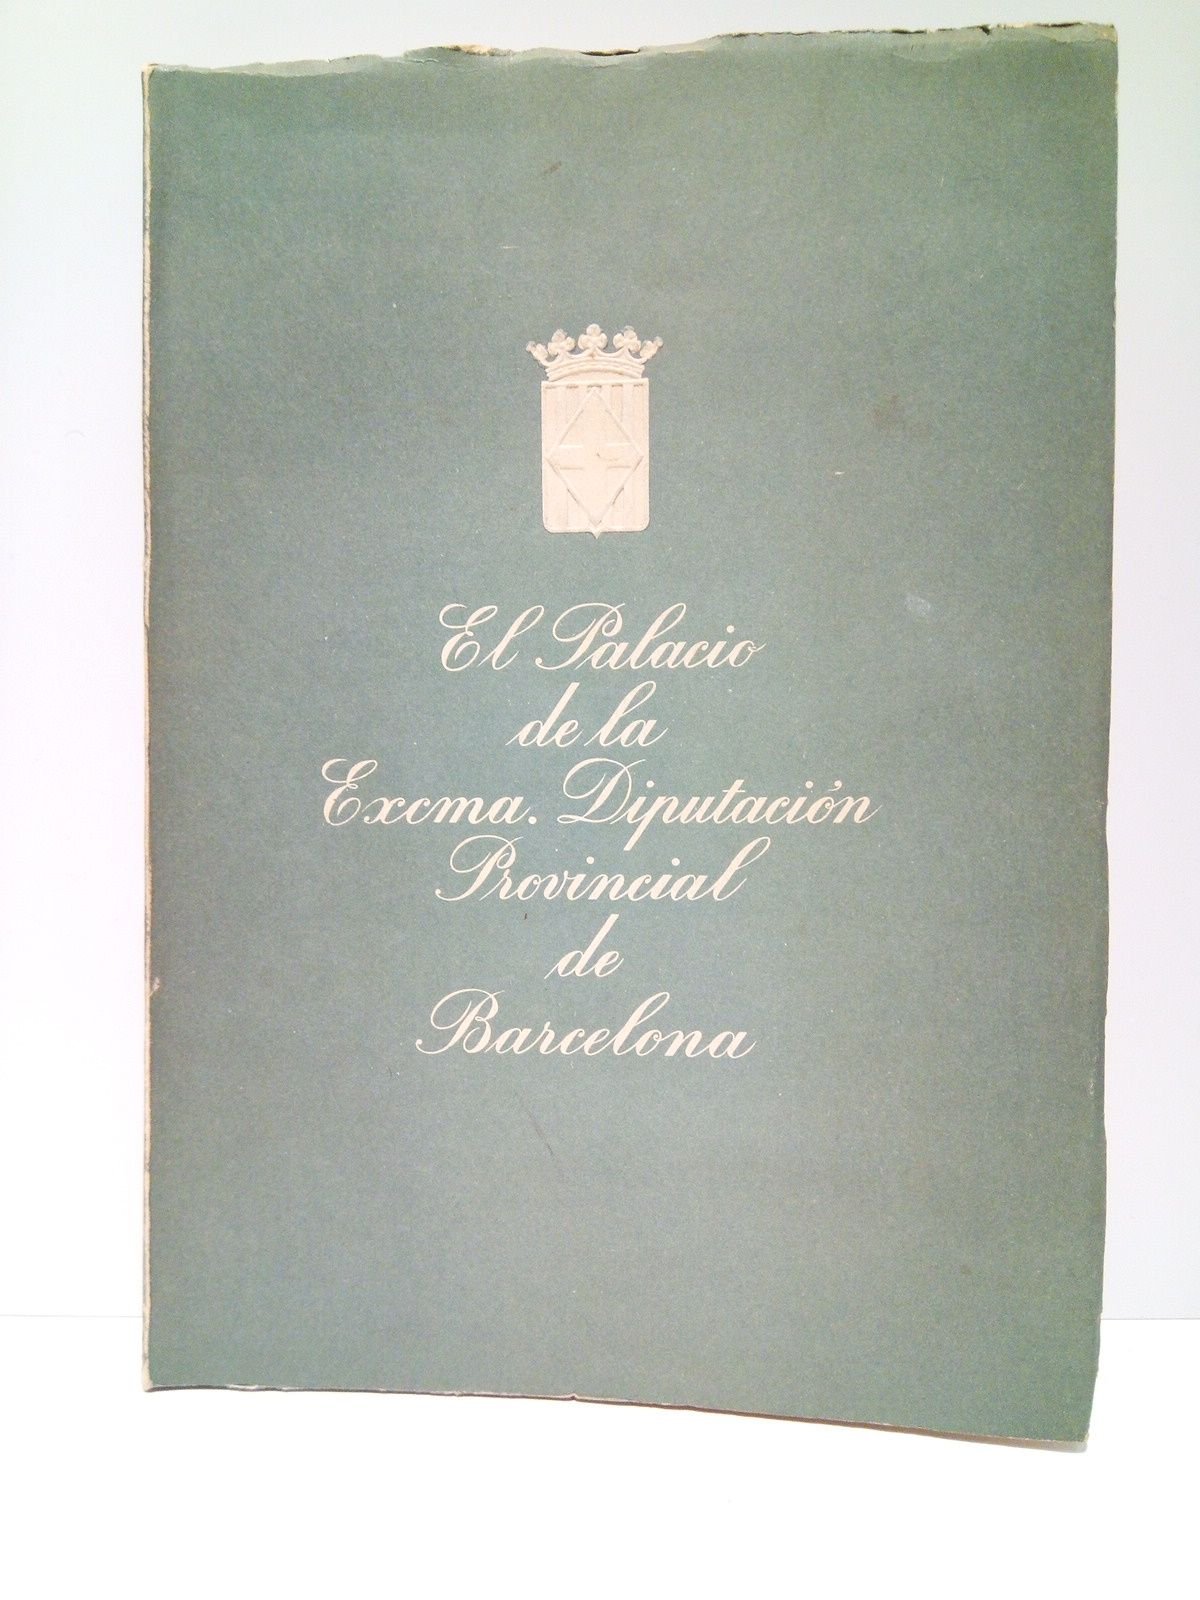 El Palacio
de la
Excma. Diputación
Provincial
de
Barcelona